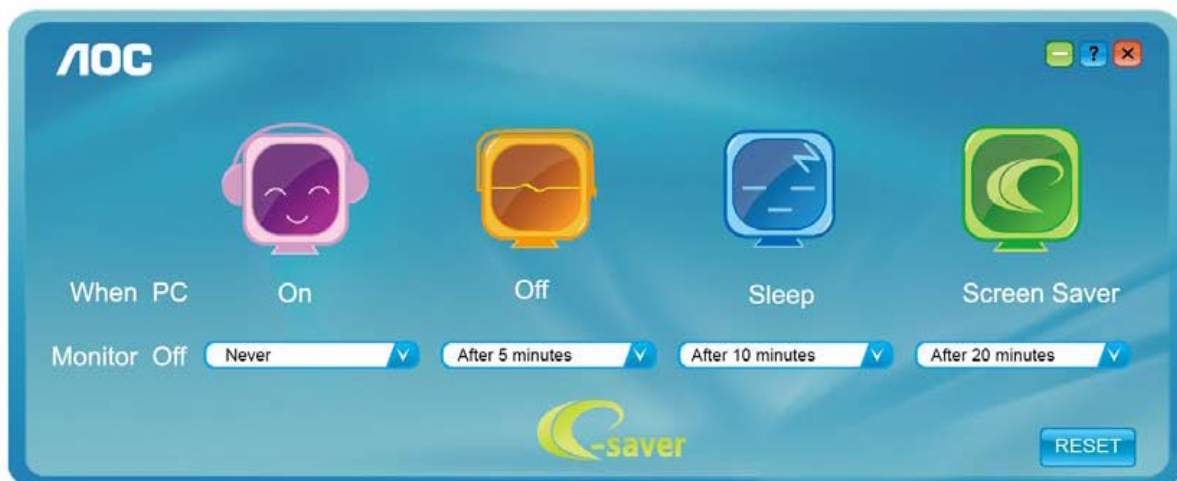 AOC
?
When PC On Off Sleep Screen Saver
Monitor Off Never After 5 minutes After 10 minutes After 20 minutes
e-saver
RESET